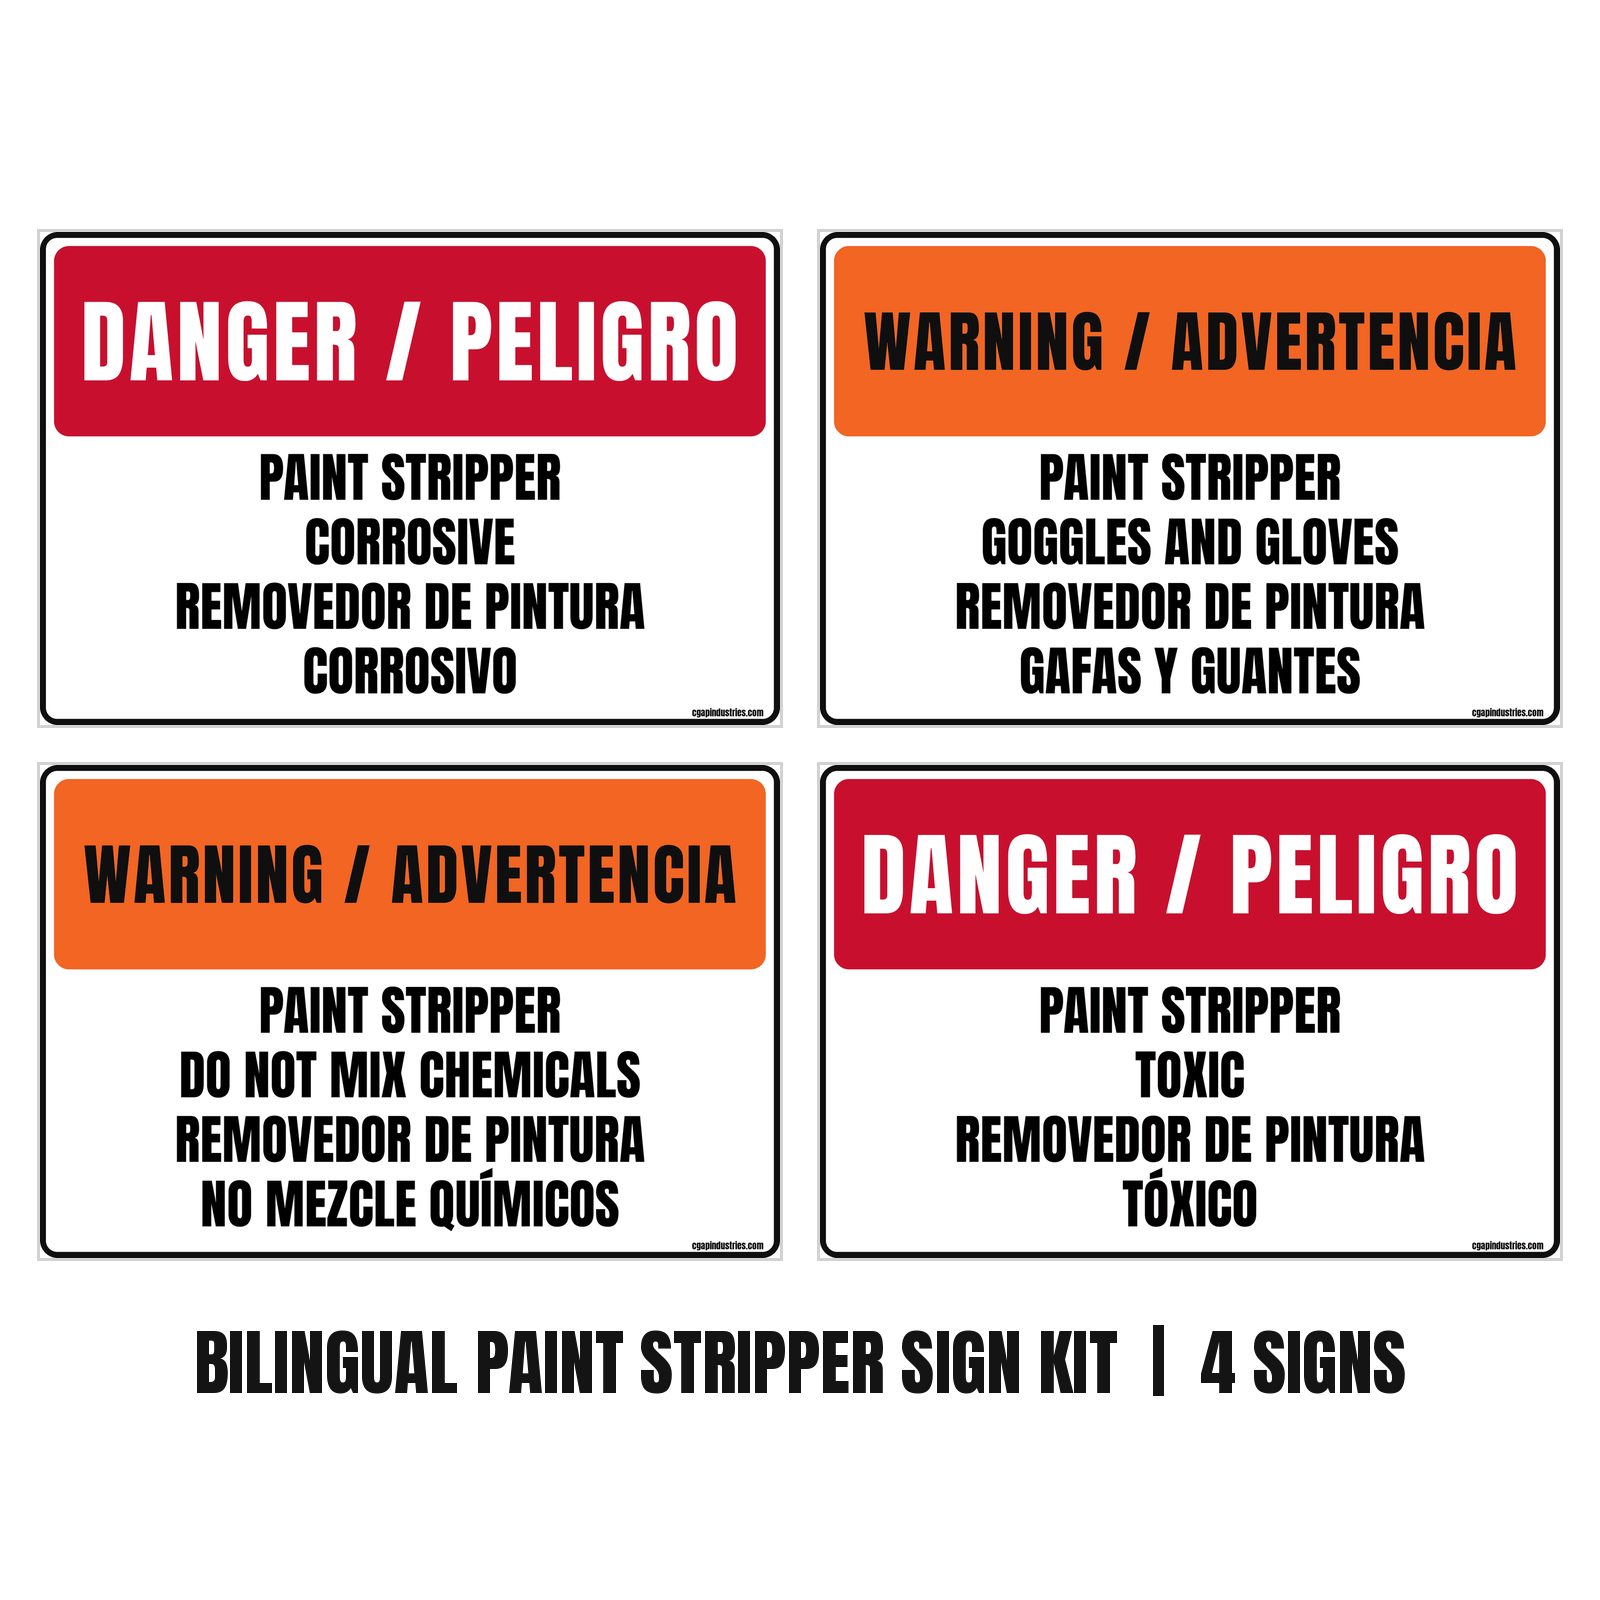 DANGER / PELIGRO
PAINT STRIPPER
CORROSIVE
REMOVEDOR DE PINTURA
CORROSIVO
cgapindustries.com
WARNING / ADVERTENCIA
PAINT STRIPPER
GOGGLES AND GLOVES
REMOVEDOR DE PINTURA
GAFAS Y GUANTES
cgapindustries.com
WARNING / ADVERTENCIA
PAINT STRIPPER
DO NOT MIX CHEMICALS
REMOVEDOR DE PINTURA
NO MEZCLE QUÍMICOS
cgapindustries.com
DANGER / PELIGRO
PAINT STRIPPER
TOXIC
REMOVEDOR DE PINTURA
TÓXICO
cgapindustries.com
BILINGUAL PAINT STRIPPER SIGN KIT | 4 SIGNS